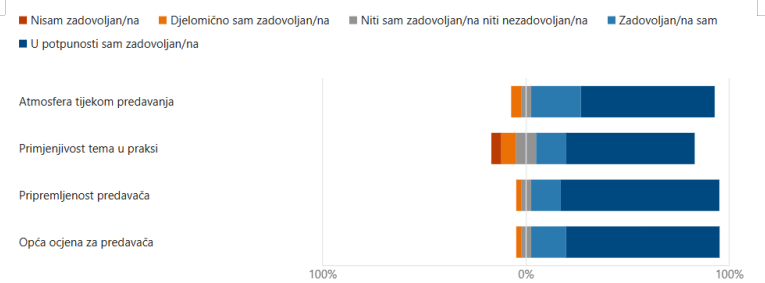 Nisam zadovoljan/na Djelomično sam zadovoljan/na Niti sam zadovoljan/na niti nezadovoljan/na Zadovoljan/na sam
U potpunosti sam zadovoljan/na
Atmosfera tijekom predavanja
Primjenjivost tema u praksi
Pripremljenost predavača
Opća ocjena za predavača
100% 0% 100%